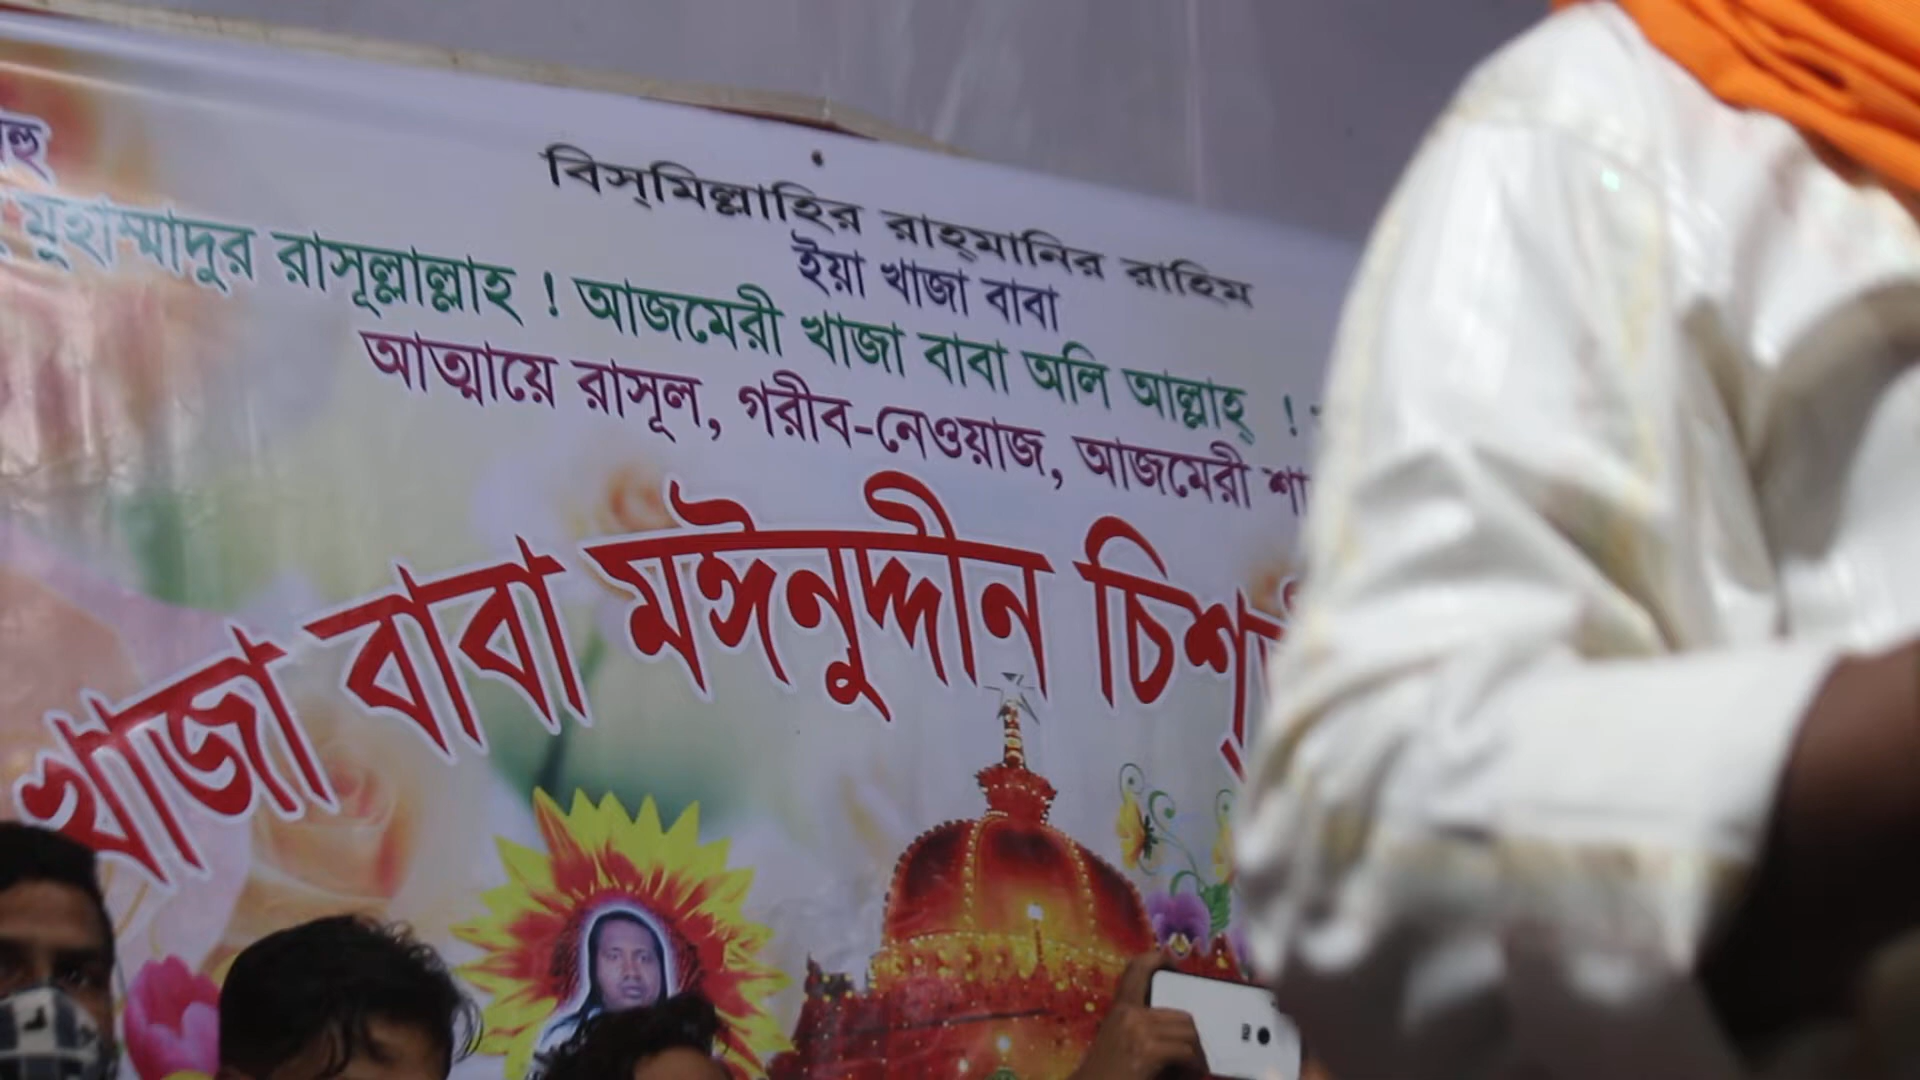 বিস্‌মিল্লাহির রাহ্‌মানির রাহিম
ইয়া খাজা বাবা
মুহাম্মাদুর রাসূল্লাল্লাহ ! আজমেরী খাজা বাবা অলি আল্লাহ্ !
আত্মায়ে রাসূল, গরীব-নেওয়াজ, আজমেরী
খাজা বাবা মঈনুদ্দীন